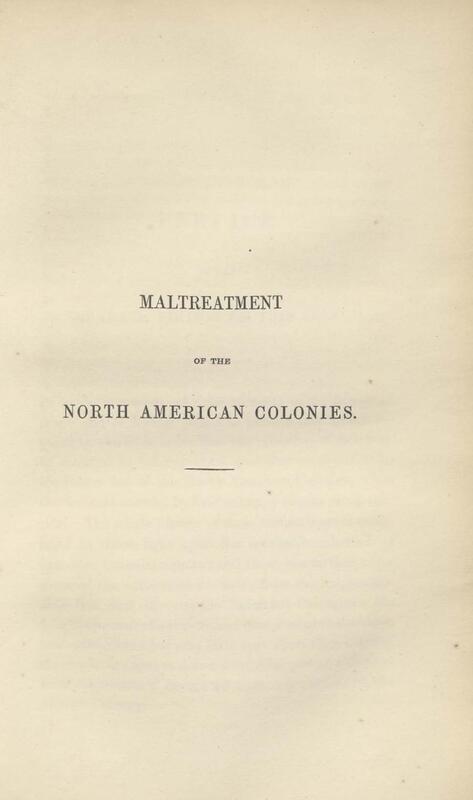 MALTREATMENT
OF THE
NORTH AMERICAN COLONIES.